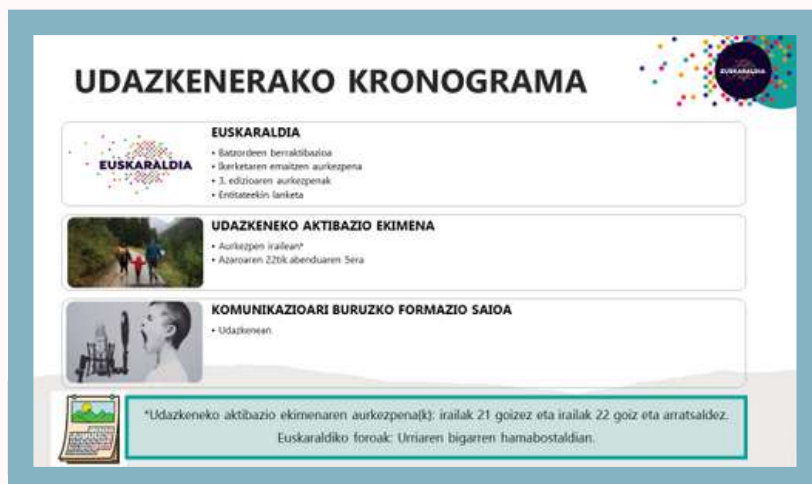 UDAZKENERAKO KRONOGRAMA
EUSKARALDIA
EUSKARALDIA
EUSKARALDIA
• Batzordeen berraktibazioa
• Ikerketaren emaitzen aurkezpena
• 3. edizioaren aurkezpenak
• Entitateekin lanketa
UDAZKENEKO AKTIBAZIO EKIMENA
• Aurkezpen irailean*
• Azaroaren 22tik abenduaren 5era
KOMUNIKAZIOARI BURUZKO FORMAZIO SAIOA
• Udazkenean
*Udazkeneko aktibazio ekimenaren aurkezpena(k): irailak 21 goizez eta irailak 22 goiz eta arratsaldez.
Euskaraldiko foroak: Urriaren bigarren hamabostaldian.